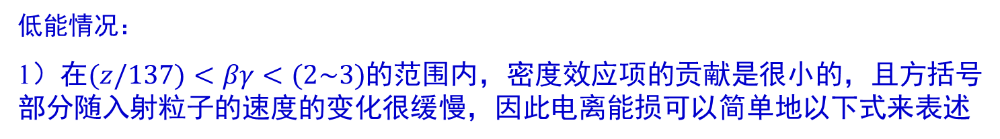 低能情况：
1）在(𝑧/137) < 𝛽𝛾 < (2~3)的范围内，密度效应项的贡献是很小的，且方括号
部分随入射粒子的速度的变化很缓慢，因此电离能损可以简单地以下式来表述